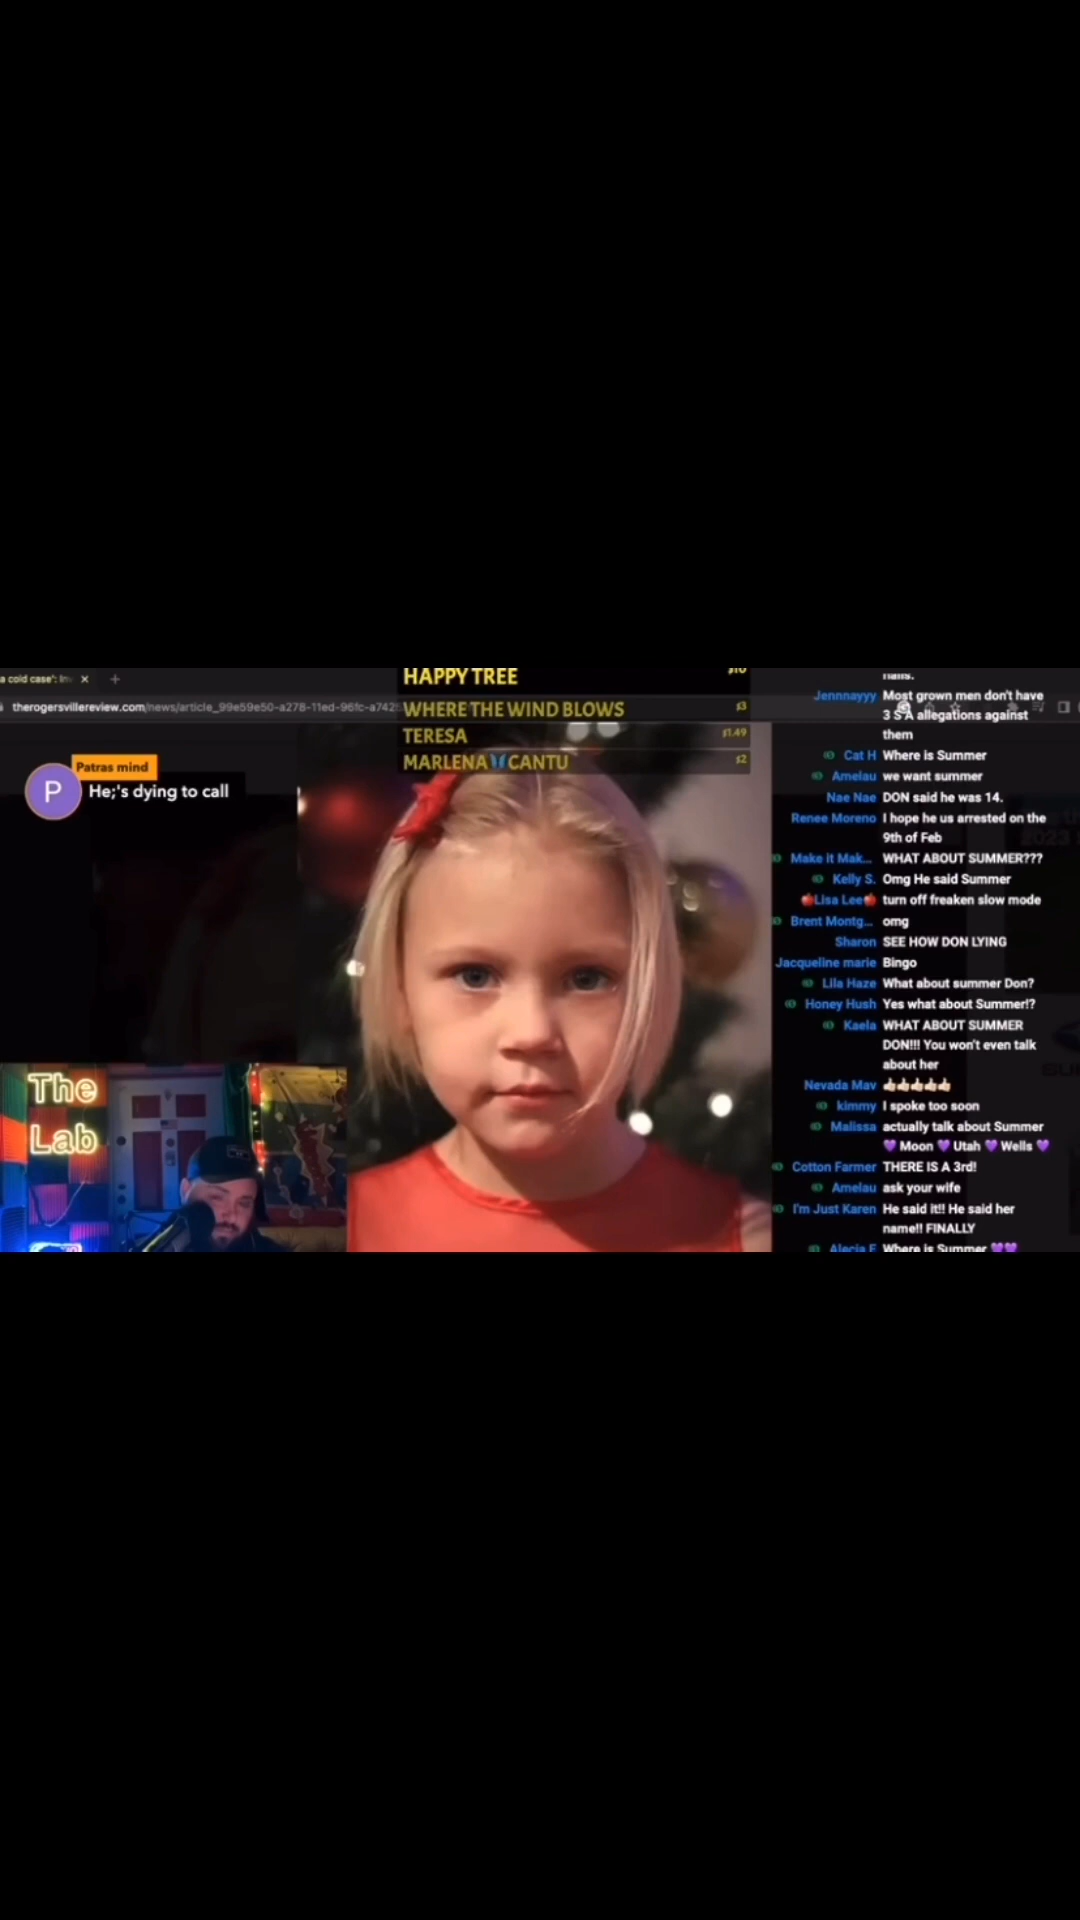 a cold case':
therogersvillereview.com/news/article_99e59e50-a278-11ed-96fc-a742
HAPPY TREE $10
WHERE THE WIND BLOWS $3
TERESA $1.49
MARLENA🦋CANTU $2
Patras mind
P
He;'s dying to call
The
Lab
Jennnayyy Most grown men don't have
3 S A allegations against
them
Cat H Where is Summer
Amelau we want summer
Nae Nae DON said he was 14.
Renee Moreno I hope he us arrested on the
9th of Feb
Make it Mak... WHAT ABOUT SUMMER???
Kelly S. Omg He said Summer
🍎Lisa Lee🍎 turn off freaken slow mode
Brent Montg... omg
Sharon SEE HOW DON LYING
Jacqueline marie Bingo
Lila Haze What about summer Don?
Honey Hush Yes what about Summer!?
Kaela WHAT ABOUT SUMMER
DON!!! You won't even talk
about her
Nevada Mav 👍🏻👍🏻👍🏻👍🏻👍🏻
kimmy I spoke too soon
Malissa actually talk about Summer
💜 Moon 💜 Utah 💜 Wells 💜
Cotton Farmer THERE IS A 3rd!
Amelau ask your wife
I'm Just Karen He said it!! He said her
name!! FINALLY
Alecia F Where is Summer 💜💜